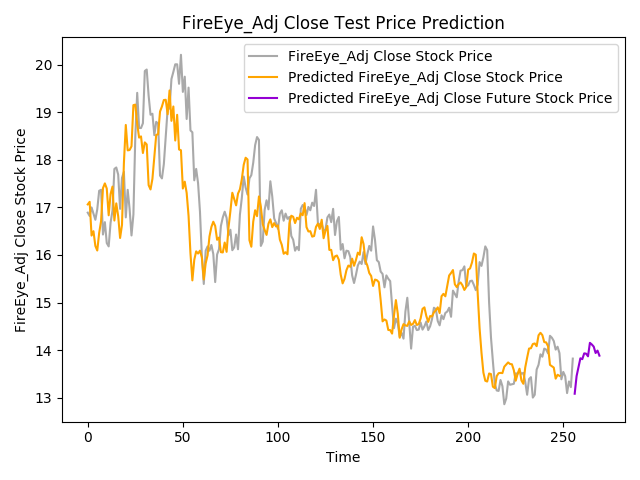 FireEye_Adj Close Test Price Prediction
FireEye_Adj Close Stock Price
Predicted FireEye_Adj Close Stock Price
Predicted FireEye_Adj Close Future Stock Price
FireEye_Adj Close Stock Price
20
19
18
17
16
15
14
13
0
50
100
150
200
250
Time